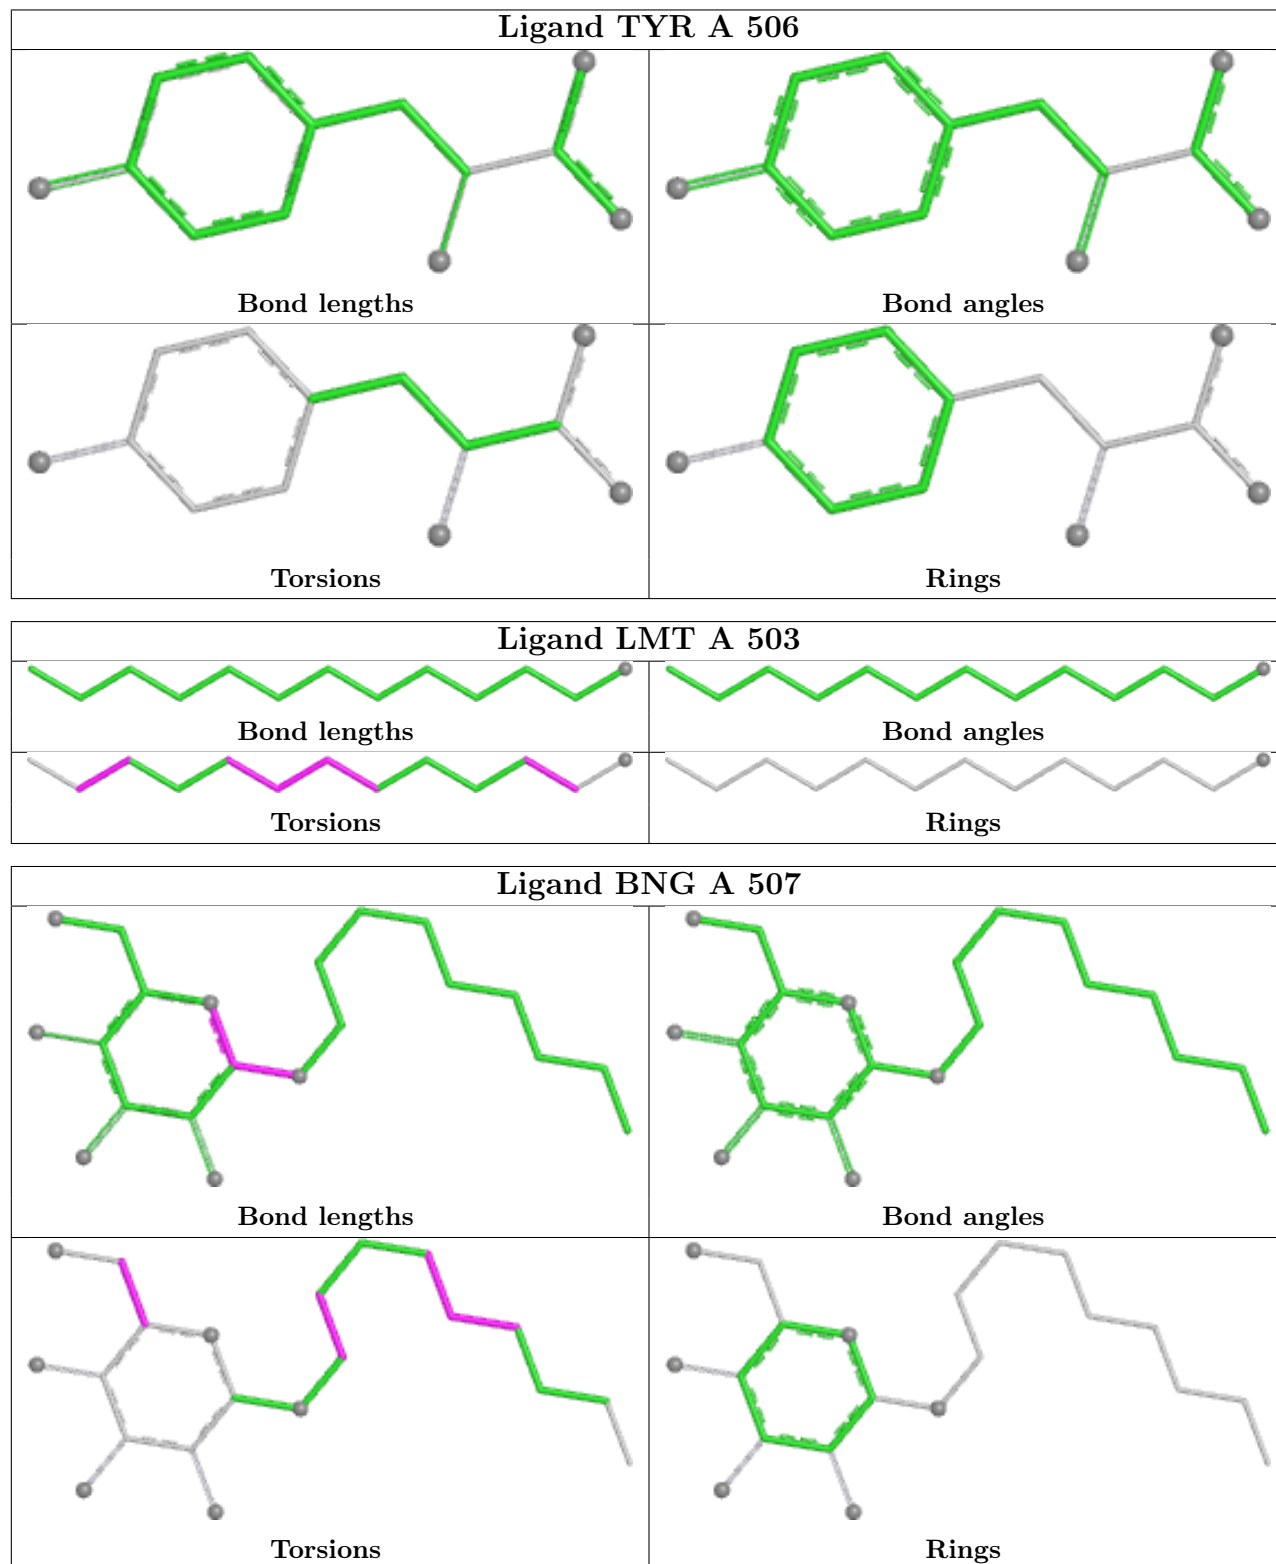 Ligand TYR A 506
Bond lengths
Bond angles
Torsions
Rings
Ligand LMT A 503
Bond lengths
Bond angles
Torsions
Rings
Ligand BNG A 507
Bond lengths
Bond angles
Torsions
Rings